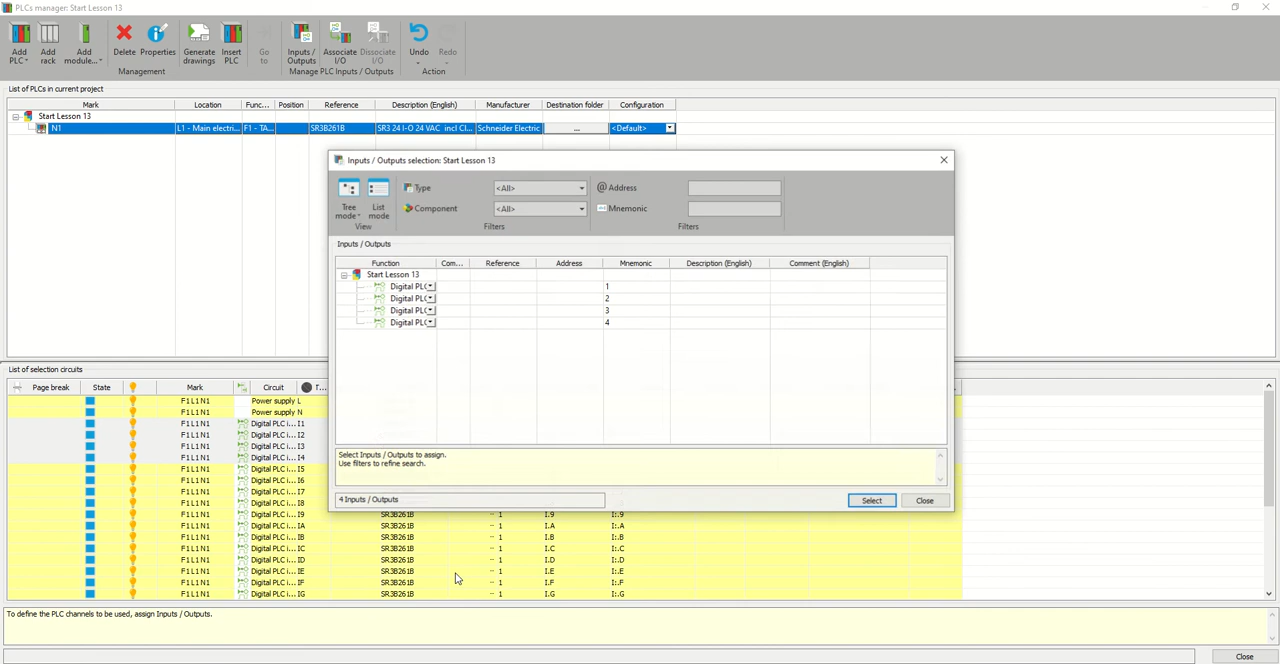 PLCs manager: Start Lesson 13
Add PLC Add rack Add module... Delete Properties Generate drawings Insert PLC Go to Inputs / Outputs Associate I/O Dissociate I/O Undo Redo
Management Manage PLC Inputs / Outputs Action
List of PLCs in current project
Mark Location Func... Position Reference Description (English) Manufacturer Destination folder Configuration
Start Lesson 13
N1 L1 - Main electri... F1 - TA... SR3B261B SR3 24 I-O 24 VAC incl Cl... Schneider Electric ... <Default>
Inputs / Outputs selection: Start Lesson 13
Tree mode List mode Type <All> @ Address
Component <All> Mnemonic
View Filters Filters
Inputs / Outputs
Function Com... Reference Address Mnemonic Description (English) Comment (English)
Start Lesson 13
Digital PLC 1
Digital PLC 2
Digital PLC 3
Digital PLC 4
Select Inputs / Outputs to assign.
Use filters to refine search.
4 Inputs / Outputs Select Close
List of selection circuits
Page break State Mark Circuit T...
F1L1N1 Power supply L
F1L1N1 Power supply N
F1L1N1 Digital PLC i... I1
F1L1N1 Digital PLC i... I2
F1L1N1 Digital PLC i... I3
F1L1N1 Digital PLC i... I4
F1L1N1 Digital PLC i... I5
F1L1N1 Digital PLC i... I6
F1L1N1 Digital PLC i... I7
F1L1N1 Digital PLC i... I8
F1L1N1 Digital PLC i... I9 SR3B261B -- 1 I.9 I:.9
F1L1N1 Digital PLC i... IA SR3B261B -- 1 I.A I:.A
F1L1N1 Digital PLC i... IB SR3B261B -- 1 I.B I:.B
F1L1N1 Digital PLC i... IC SR3B261B -- 1 I.C I:.C
F1L1N1 Digital PLC i... ID SR3B261B -- 1 I.D I:.D
F1L1N1 Digital PLC i... IE SR3B261B -- 1 I.E I:.E
F1L1N1 Digital PLC i... IF SR3B261B -- 1 I.F I:.F
F1L1N1 Digital PLC i... IG SR3B261B -- 1 I.G I:.G
To define the PLC channels to be used, assign Inputs / Outputs.
Close